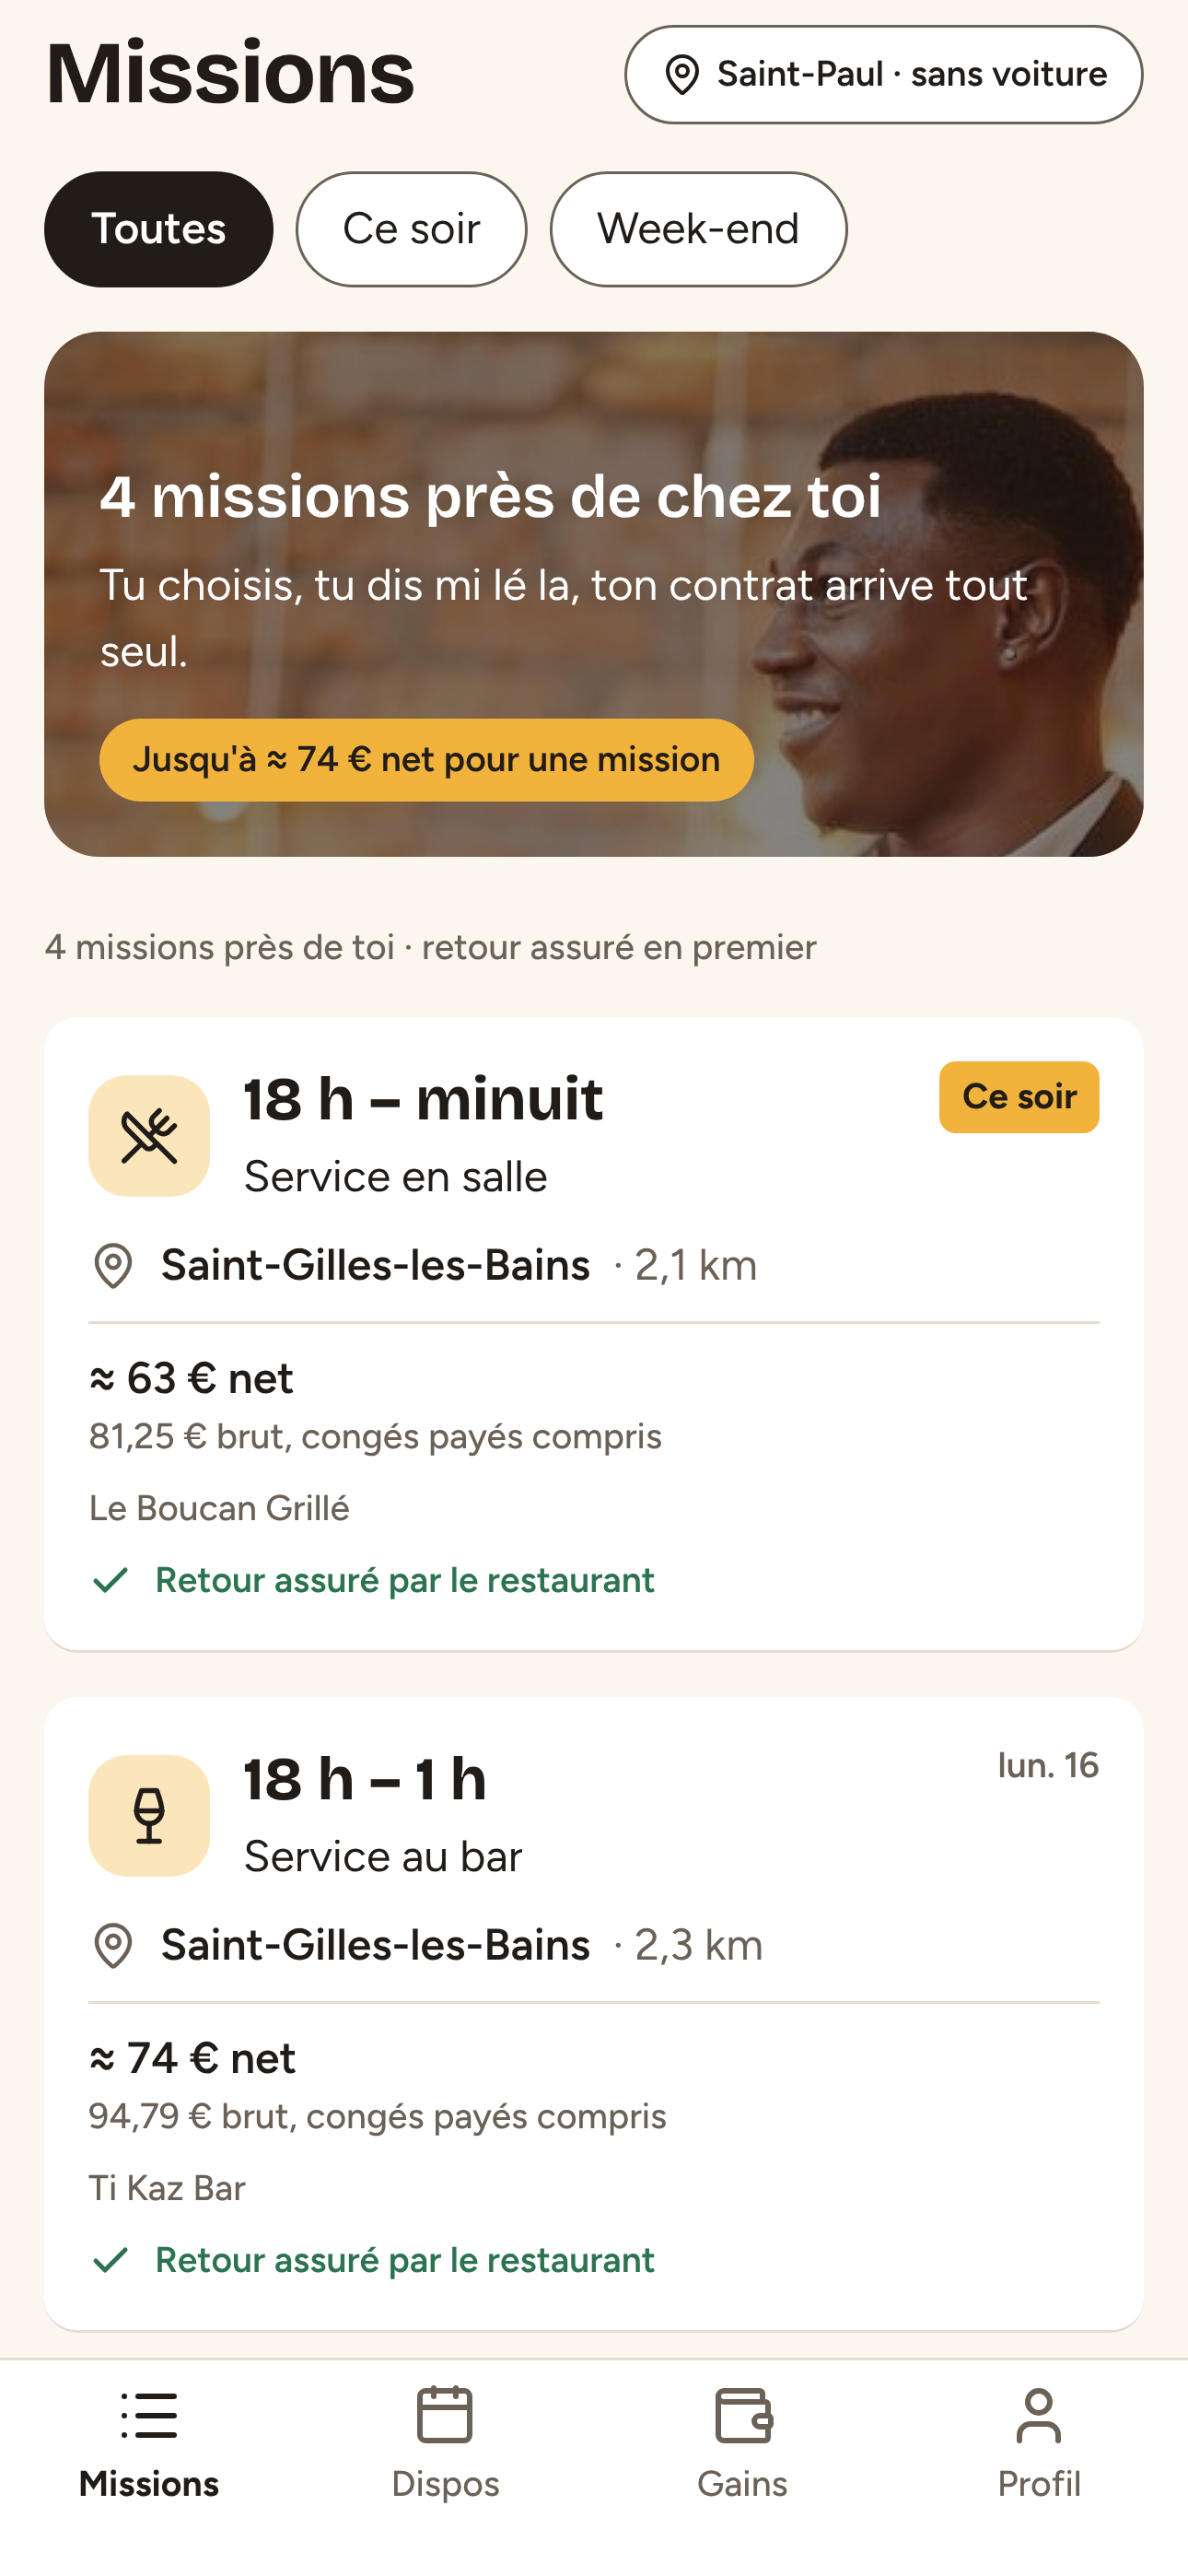 Missions
Saint-Paul · sans voiture
Toutes
Ce soir
Week-end
4 missions près de chez toi
Tu choisis, tu dis mi lé la, ton contrat arrive tout
seul.
Jusqu'à ≈ 74 € net pour une mission
4 missions près de toi · retour assuré en premier
18 h – minuit
Ce soir
Service en salle
Saint-Gilles-les-Bains · 2,1 km
≈ 63 € net
81,25 € brut, congés payés compris
Le Boucan Grillé
Retour assuré par le restaurant
18 h – 1 h
lun. 16
Service au bar
Saint-Gilles-les-Bains · 2,3 km
≈ 74 € net
94,79 € brut, congés payés compris
Ti Kaz Bar
Retour assuré par le restaurant
Missions
Dispos
Gains
Profil